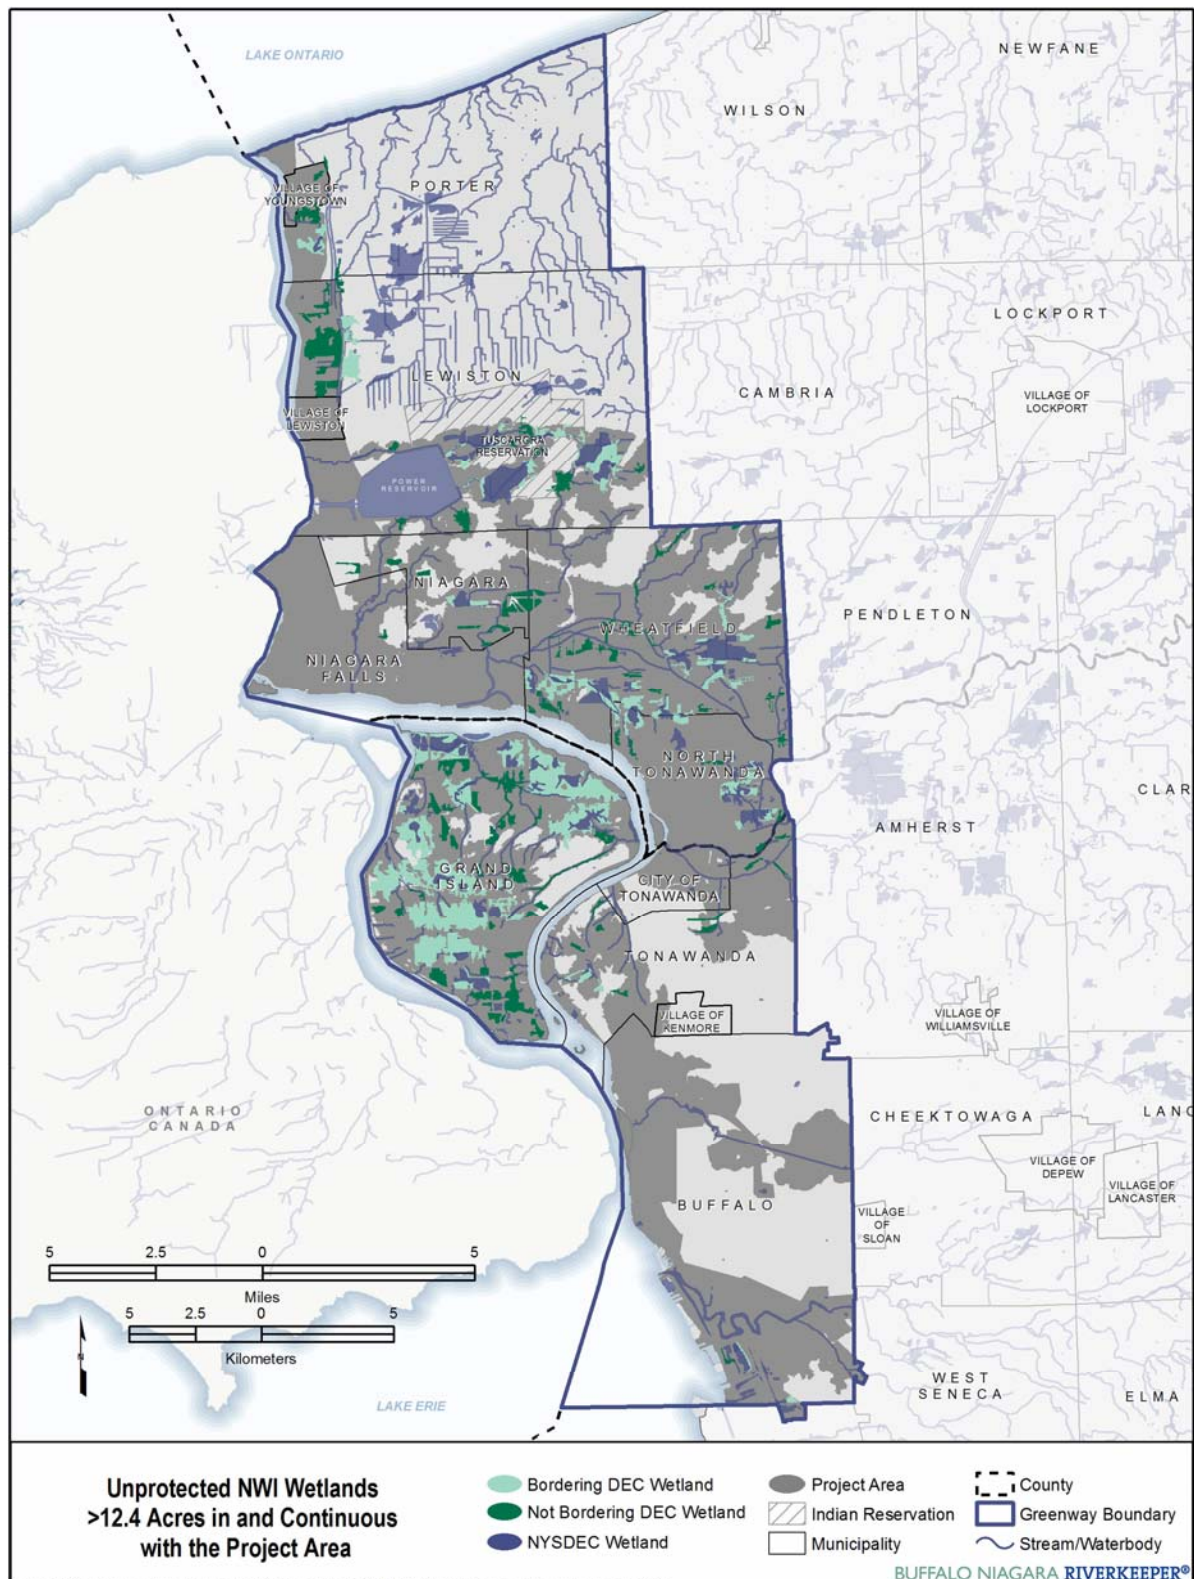 LAKE ONTARIO
NEWFANE
WILSON
PORTER
VILLAGE OF
YOUNGSTOWN
LOCKPORT
LEWISTON
CAMBRIA
VILLAGE OF
LOCKPORT
VILLAGE OF
LEWISTON
TUSCARORA
RESERVATION
POWER
RESERVOIR
NIAGARA
PENDLETON
WHEATFIELD
NIAGARA
FALLS
NORTH
TONAWANDA
CLAR
AMHERST
GRAND
ISLAND
CITY OF
TONAWANDA
TONAWANDA
VILLAGE OF
KENMORE
VILLAGE OF
WILLIAMSVILLE
ONTARIO
CANADA
CHEEKTOWAGA
LANC
VILLAGE OF
DEPEW
VILLAGE OF
LANCASTER
BUFFALO
VILLAGE
OF
SLOAN
5 2.5 0 5
Miles
5 2.5 0 5
Kilometers
N
WEST
SENECA
ELMA
LAKE ERIE
Unprotected NWI Wetlands
>12.4 Acres in and Continuous
with the Project Area
Bordering DEC Wetland
Not Bordering DEC Wetland
NYSDEC Wetland
Project Area
Indian Reservation
Municipality
County
Greenway Boundary
Stream/Waterbody
BUFFALO NIAGARA RIVERKEEPER®